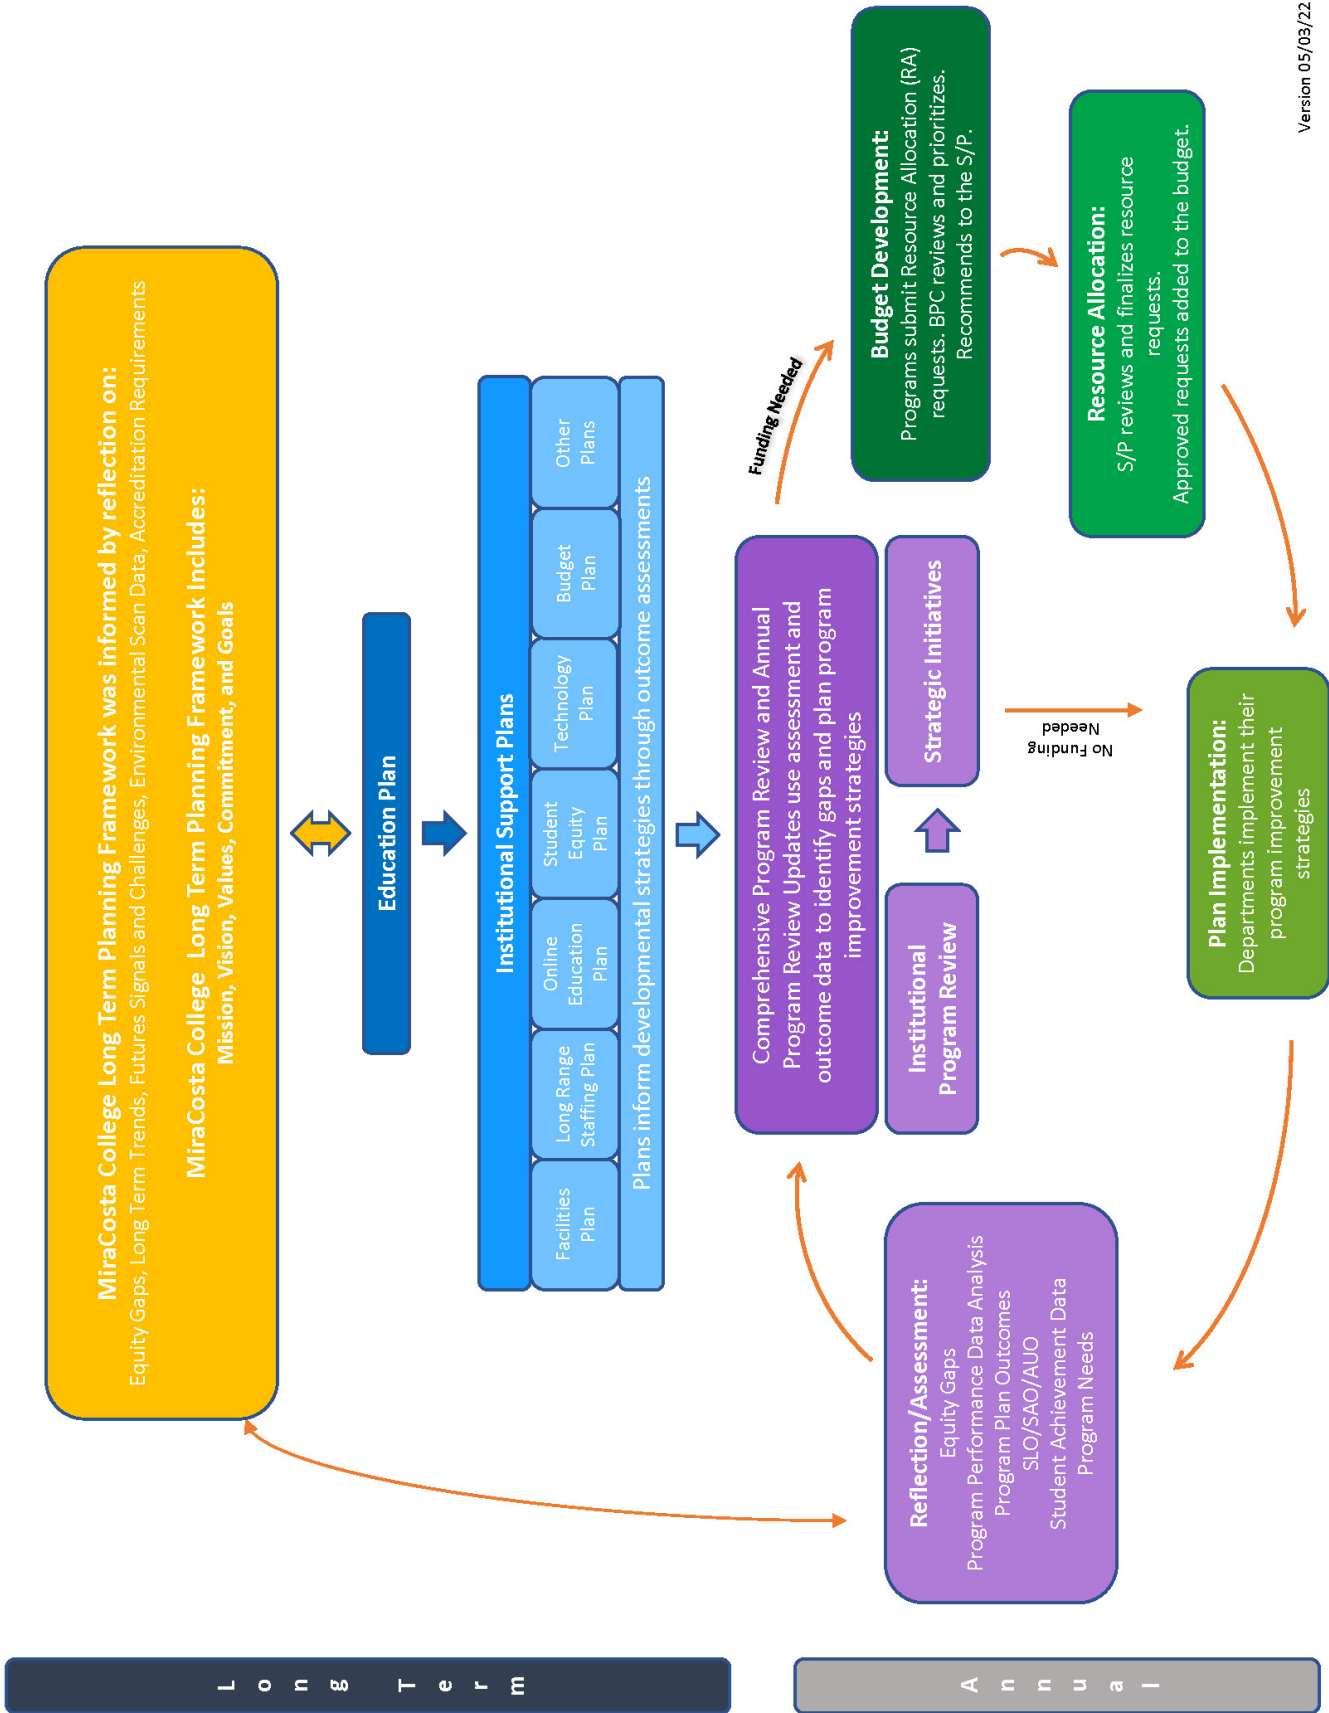 Long Term
Annual
MiraCosta College Long Term Planning Framework was informed by reflection on:
Equity Gaps, Long Term Trends, Futures Signals and Challenges, Environmental Scan Data, Accreditation Requirements
MiraCosta College Long Term Planning Framework Includes:
Mission, Vision, Values, Commitment, and Goals
Education Plan
Institutional Support Plans
Facilities
Plan
Long Range
Staffing Plan
Online
Education
Plan
Student
Equity
Plan
Technology
Plan
Budget
Plan
Other
Plans
Plans inform developmental strategies through outcome assessments
Comprehensive Program Review and Annual
Program Review Updates use assessment and
outcome data to identify gaps and plan program
improvement strategies
Institutional
Program Review
Strategic Initiatives
Funding Needed
Budget Development:
Programs submit Resource Allocation (RA)
requests. BPC reviews and prioritizes.
Recommends to the S/P.
Resource Allocation:
S/P reviews and finalizes resource
requests.
Approved requests added to the budget.
No Funding
Needed
Plan Implementation:
Departments implement their
program improvement
strategies
Reflection/Assessment:
Equity Gaps
Program Performance Data Analysis
Program Plan Outcomes
SLO/SAO/AUO
Student Achievement Data
Program Needs
Version 05/03/22